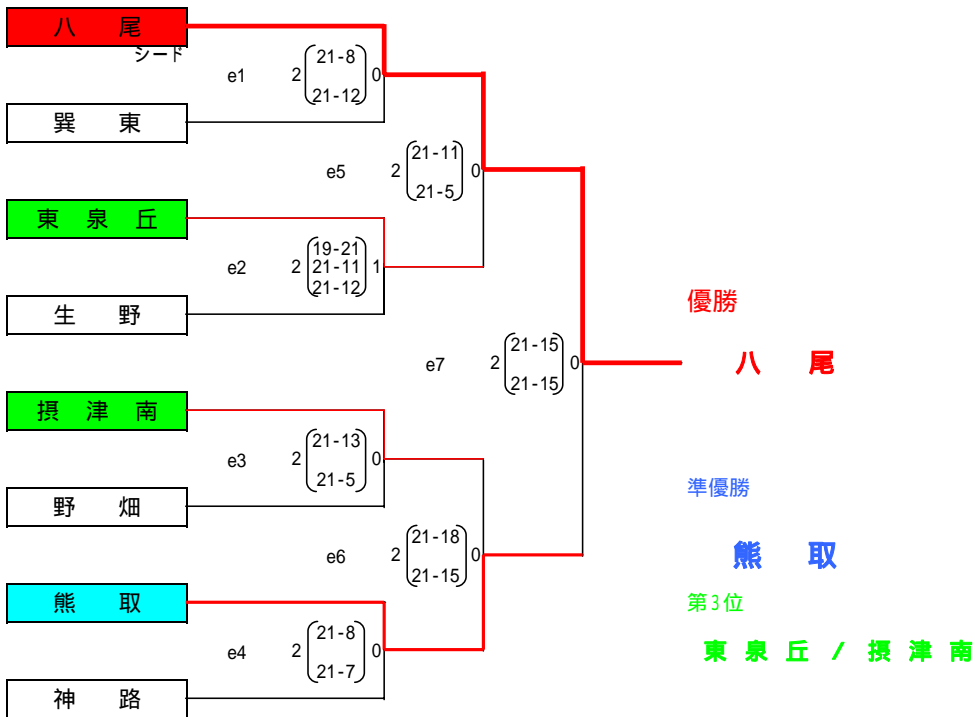 八 尾
シード
e1 2 21-8 0
21-12
巽 東
e5 2 21-11 0
21-5
東 泉 丘
e2 2 19-21 1
21-11
21-12
生 野
優勝
八 尾
e7 2 21-15 0
21-15
摂 津 南
e3 2 21-13 0
21-5
野 畑
準優勝
熊 取
e6 2 21-18 0
21-15
熊 取
第3位
東 泉 丘 / 摂 津 南
e4 2 21-8 0
21-7
神 路